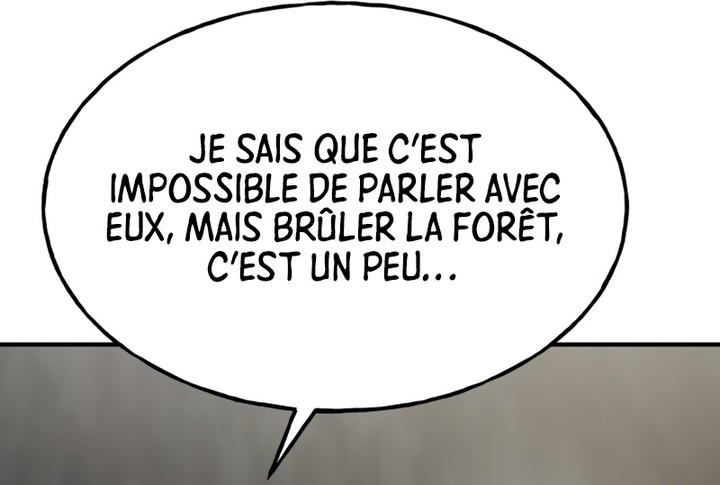 JE SAIS QUE C'EST
IMPOSSIBLE DE PARLER AVEC
EUX, MAIS BRÛLER LA FORÊT,
C'EST UN PEU...